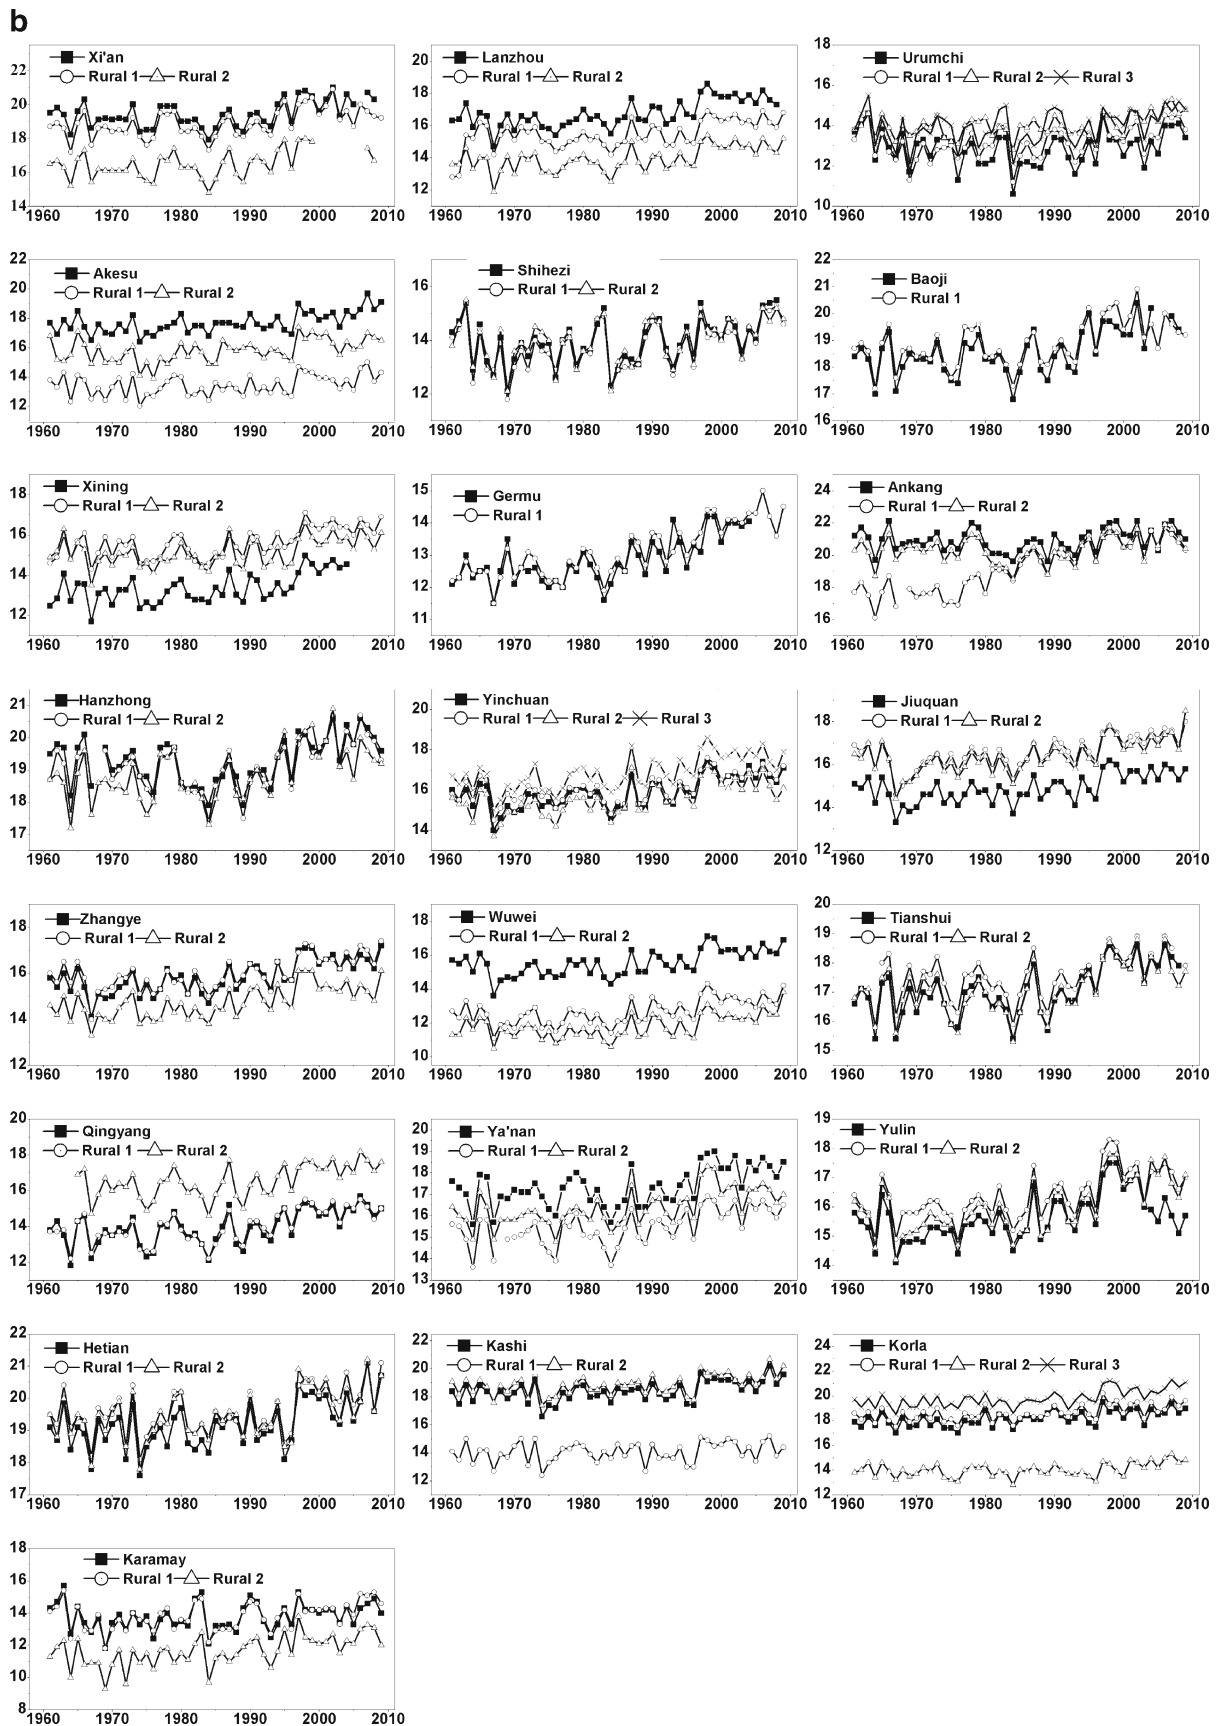 b
Xi'an
Rural 1 Rural 2
22
20
18
16
14
1960 1970 1980 1990 2000 2010
Lanzhou
Rural 1 Rural 2
20
18
16
14
12
1960 1970 1980 1990 2000 2010
Urumchi
Rural 1 Rural 2 Rural 3
18
16
14
12
10
1960 1970 1980 1990 2000 2010
Akesu
Rural 1 Rural 2
22
20
18
16
14
12
1960 1970 1980 1990 2000 2010
Shihezi
Rural 1 Rural 2
16
14
12
1960 1970 1980 1990 2000 2010
Baoji
Rural 1
22
21
20
19
18
17
16
1960 1970 1980 1990 2000 2010
Xining
Rural 1 Rural 2
18
16
14
12
1960 1970 1980 1990 2000 2010
Germu
Rural 1
15
14
13
12
11
1960 1970 1980 1990 2000 2010
Ankang
Rural 1 Rural 2
24
22
20
18
16
1960 1970 1980 1990 2000 2010
Hanzhong
Rural 1 Rural 2
21
20
19
18
17
1960 1970 1980 1990 2000 2010
Yinchuan
Rural 1 Rural 2 Rural 3
20
18
16
14
1960 1970 1980 1990 2000 2010
Jiuquan
Rural 1 Rural 2
18
16
14
12
1960 1970 1980 1990 2000 2010
Zhangye
Rural 1 Rural 2
18
16
14
12
1960 1970 1980 1990 2000 2010
Wuwei
Rural 1 Rural 2
18
16
14
12
10
1960 1970 1980 1990 2000 2010
Tianshui
Rural 1 Rural 2
20
19
18
17
16
15
1960 1970 1980 1990 2000 2010
Qingyang
Rural 1 Rural 2
20
18
16
14
12
1960 1970 1980 1990 2000 2010
Ya'nan
Rural 1 Rural 2
20
19
18
17
16
15
14
13
1960 1970 1980 1990 2000 2010
Yulin
Rural 1 Rural 2
19
18
17
16
15
14
1960 1970 1980 1990 2000 2010
Hetian
Rural 1 Rural 2
22
21
20
19
18
17
1960 1970 1980 1990 2000 2010
Kashi
Rural 1 Rural 2
22
20
18
16
14
12
1960 1970 1980 1990 2000 2010
Korla
Rural 1 Rural 2 Rural 3
24
22
20
18
16
14
12
1960 1970 1980 1990 2000 2010
Karamay
Rural 1 Rural 2
18
16
14
12
10
8
1960 1970 1980 1990 2000 2010